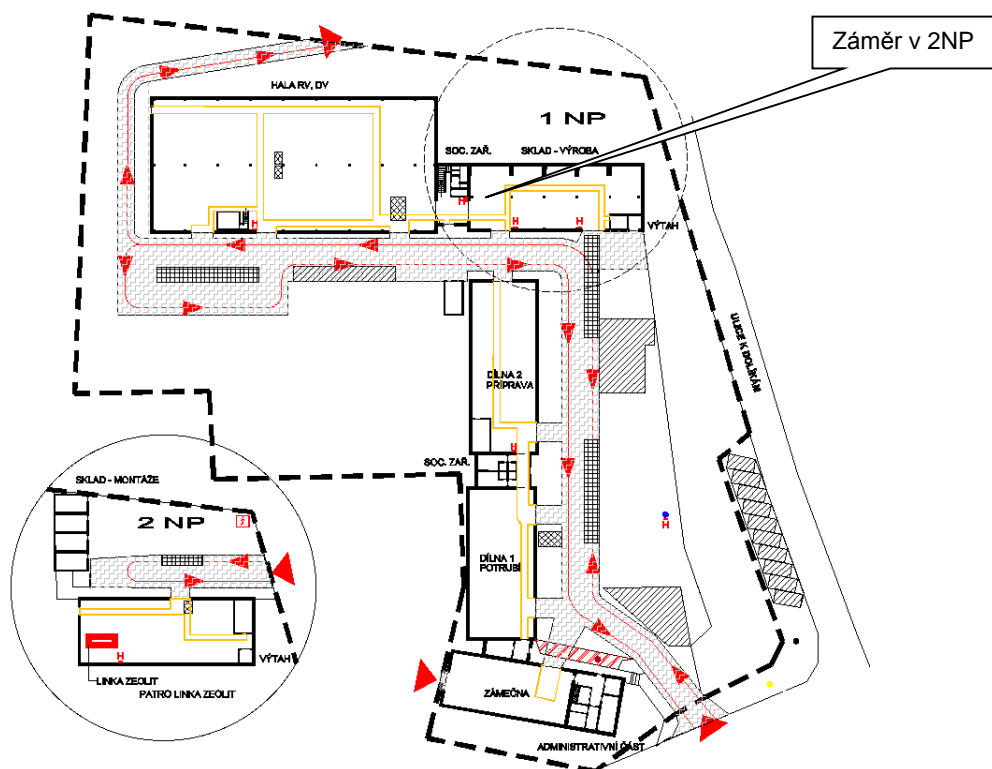 Záměr v 2NP
HALA RV, DV
1 NP
SOC. ZAŘ.
SKLAD - VÝROBA
H
H
H
H
VÝTAH
ULICE K DOLÍKÁM
DÍLNA 2
PŘÍPRAVA
H
SOC. ZAŘ.
SKLAD - MONTÁŽE
2 NP
H
DÍLNA 1
POTRUBÍ
H
VÝTAH
LINKA ZEOLIT
PATRO LINKA ZEOLIT
ZÁMEČNA
ADMINISTRATIVNÍ ČÁST